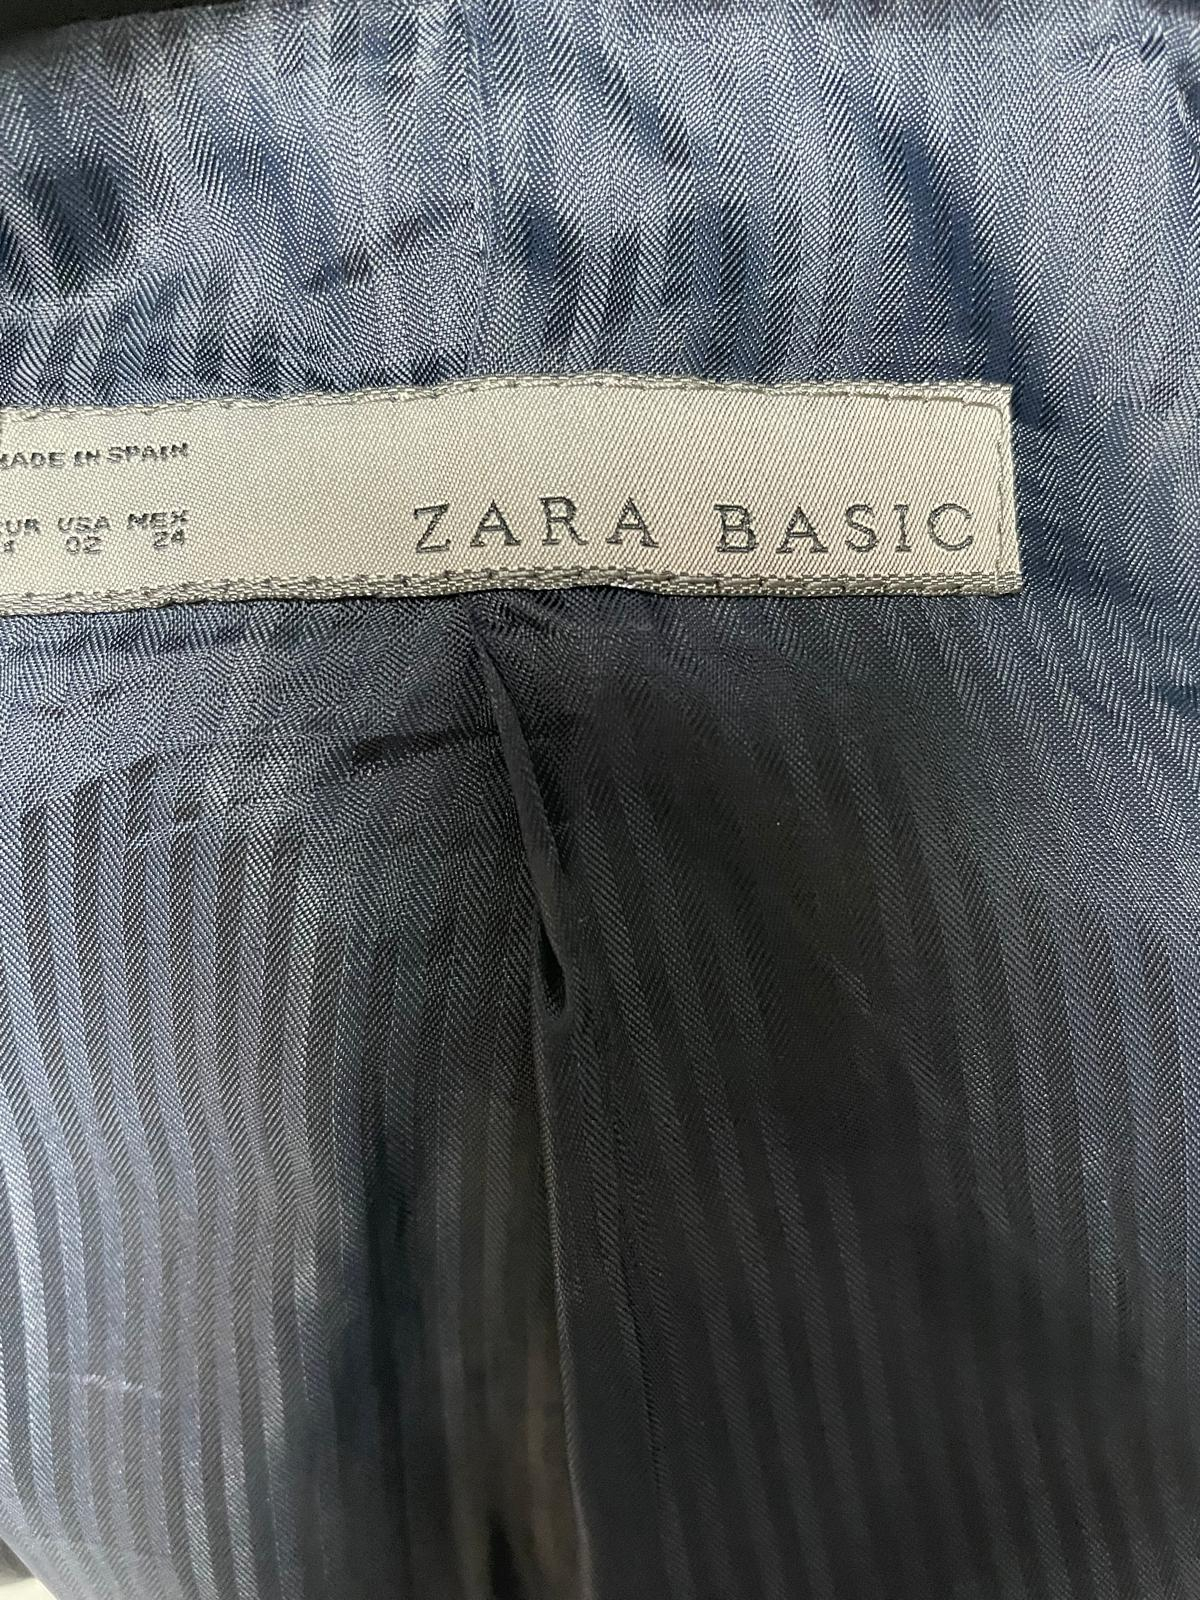 MADE IN SPAIN
EUR USA MEX
02 24
ZARA BASIC